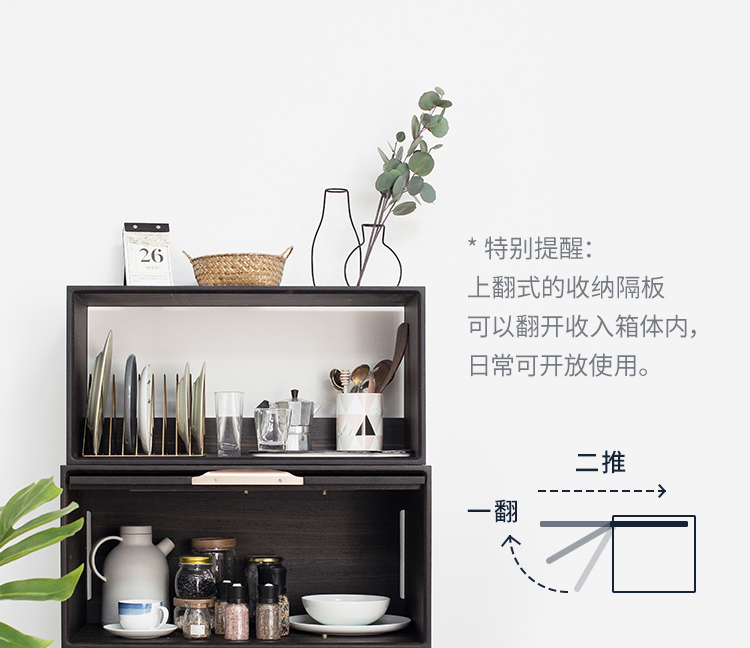 26
* 特别提醒：
上翻式的收纳隔板
可以翻开收入箱体内，
日常可开放使用。
二推
一翻